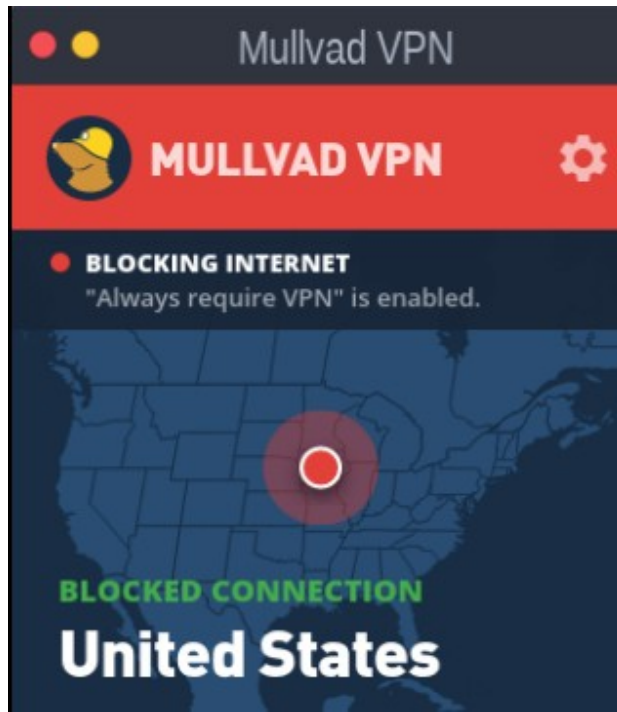 Mullvad VPN
MULLVAD VPN
BLOCKING INTERNET
"Always require VPN" is enabled.
BLOCKED CONNECTION
United States